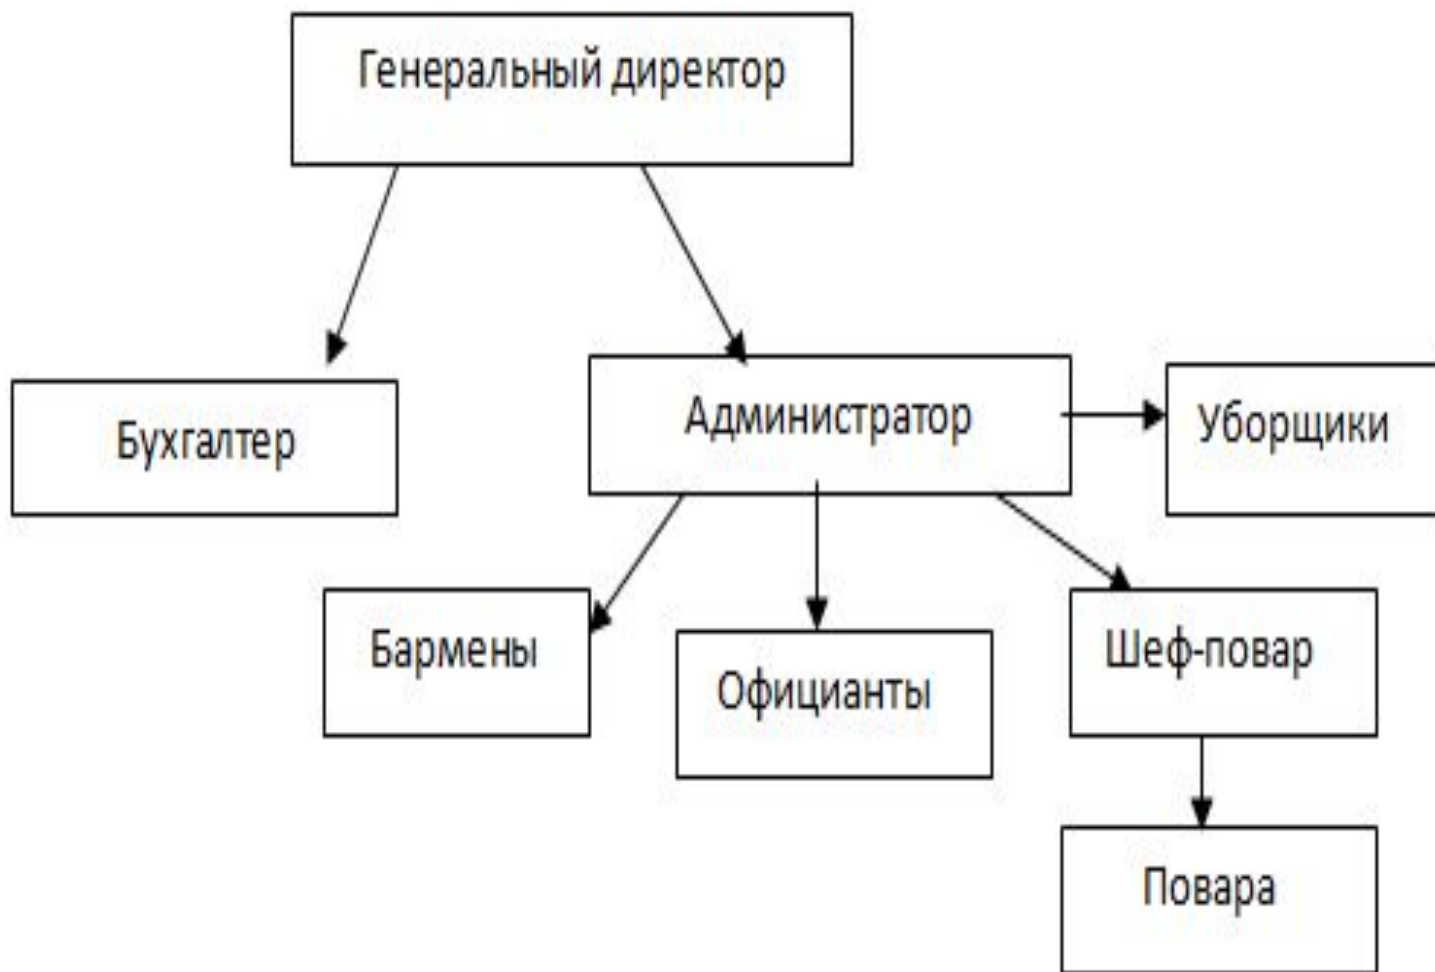 Генеральный директор
Бухгалтер
Администратор
Уборщики
Бармены
Официанты
Шеф-повар
Повара